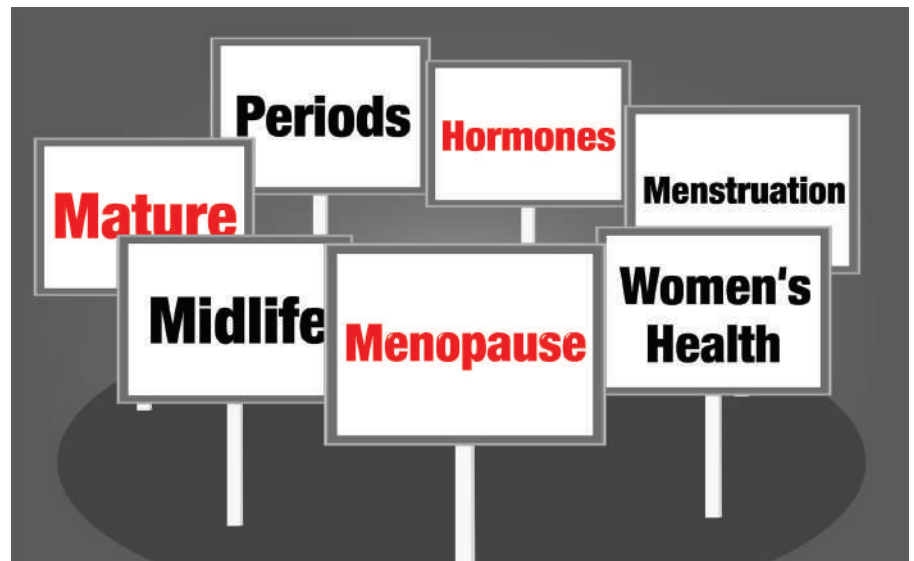 Periods
Hormones
Menstruation
Mature
Midlife
Menopause
Women's
Health